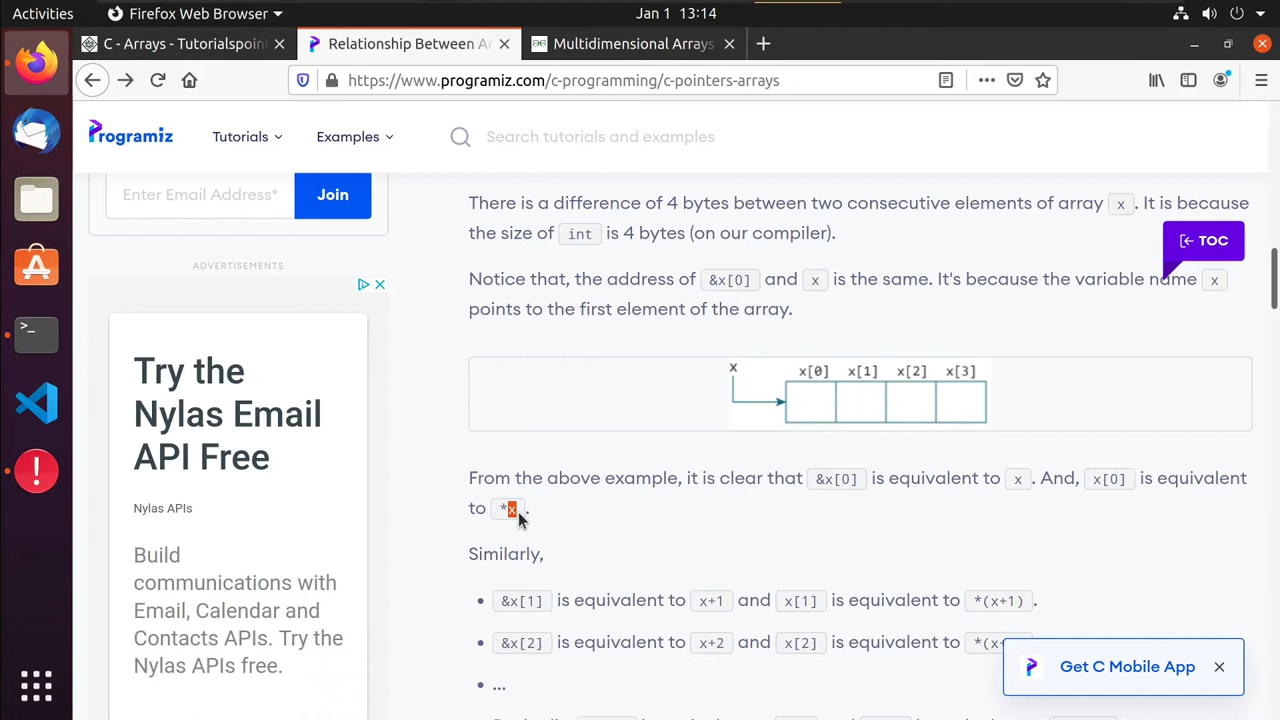 Activities
Firefox Web Browser
Jan 1 13:14
C - Arrays - Tutorialspoint
Relationship Between Ar
Multidimensional Arrays
https://www.programiz.com/c-programming/c-pointers-arrays
Programiz
Tutorials
Examples
Search tutorials and examples
Enter Email Address*
Join
ADVERTISEMENTS
Try the
Nylas Email
API Free
Nylas APIs
Build
communications with
Email, Calendar and
Contacts APIs. Try the
Nylas APIs free.
There is a difference of 4 bytes between two consecutive elements of array x . It is because
the size of int is 4 bytes (on our compiler).
TOC
Notice that, the address of &x[0] and x is the same. It's because the variable name x
points to the first element of the array.
x x[0] x[1] x[2] x[3]
From the above example, it is clear that &x[0] is equivalent to x . And, x[0] is equivalent
to *x .
Similarly,
• &x[1] is equivalent to x+1 and x[1] is equivalent to *(x+1) .
• &x[2] is equivalent to x+2 and x[2] is equivalent to *(x+
• ...
Get C Mobile App